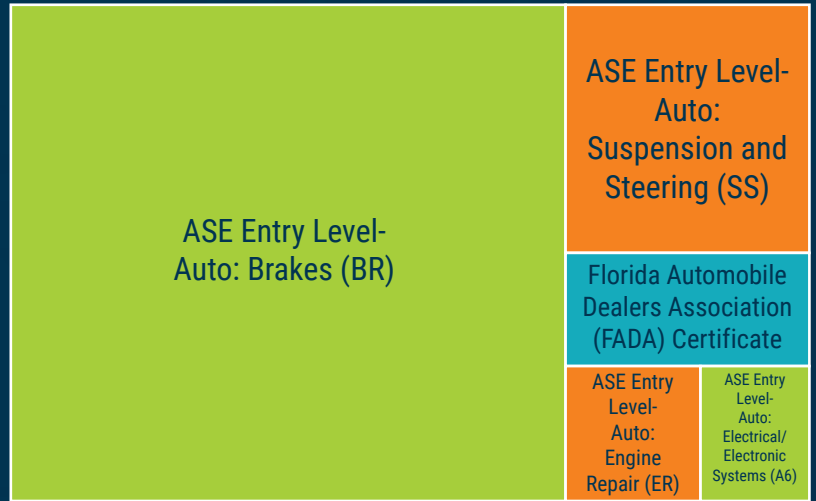 ASE Entry Level-
Auto: Brakes (BR)
ASE Entry Level-
Auto:
Suspension and
Steering (SS)
Florida Automobile
Dealers Association
(FADA) Certificate
ASE Entry
Level-
Auto:
Engine
Repair (ER)
ASE Entry
Level-
Auto:
Electrical/
Electronic
Systems (A6)